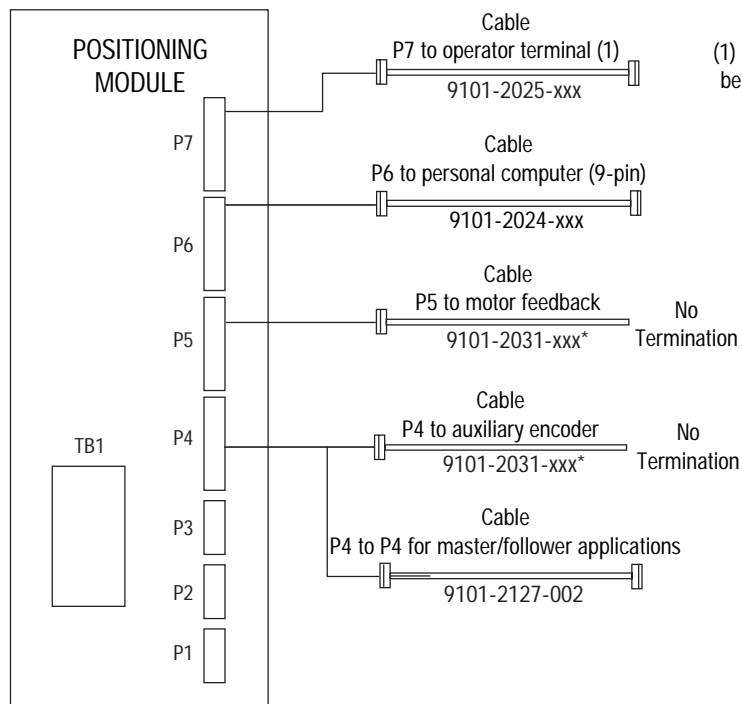 POSITIONING
MODULE
Cable
P7 to operator terminal (1)
9101-2025-xxx
(1)
be
P7
Cable
P6 to personal computer (9-pin)
9101-2024-xxx
P6
Cable
P5 to motor feedback
9101-2031-xxx*
No
Termination
P5
Cable
P4 to auxiliary encoder
9101-2031-xxx*
No
Termination
P4
TB1
Cable
P4 to P4 for master/follower applications
9101-2127-002
P3
P2
P1